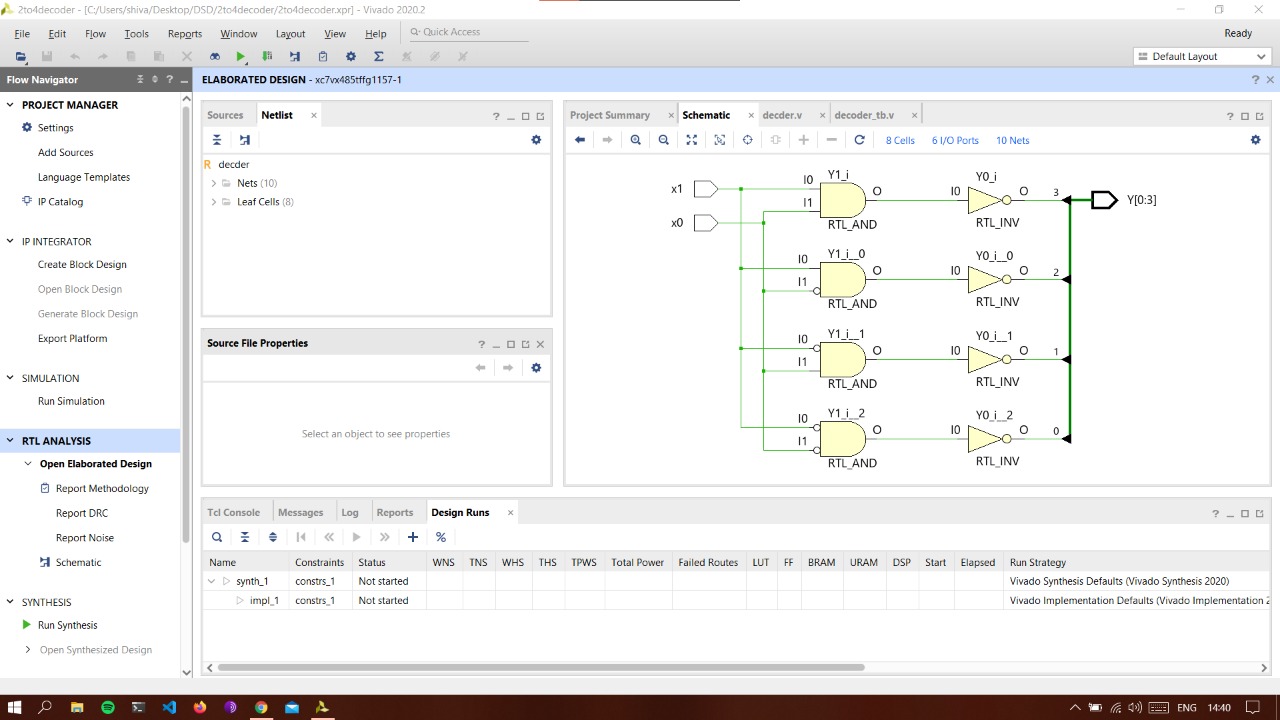 2to4decoder - [C:/Users/shiva/Desktop/DSD/2to4decoder/2to4decoder.xpr] - Vivado 2020.2
File Edit Flow Tools Reports Window Layout View Help Quick Access Ready
Default Layout
Flow Navigator
ELABORATED DESIGN - xc7vx485tffg1157-1
PROJECT MANAGER
Settings
Add Sources
Language Templates
IP Catalog
IP INTEGRATOR
Create Block Design
Open Block Design
Generate Block Design
Export Platform
SIMULATION
Run Simulation
RTL ANALYSIS
Open Elaborated Design
Report Methodology
Report DRC
Report Noise
Schematic
SYNTHESIS
Run Synthesis
Open Synthesized Design
Sources Netlist
R decder
Nets (10)
Leaf Cells (8)
Source File Properties
Select an object to see properties
Project Summary Schematic decder.v decoder_tb.v
8 Cells 6 I/O Ports 10 Nets
x1
x0
Y1_i Y0_i
I0 I1 O I0 O 3 Y[0:3]
RTL_AND RTL_INV
Y1_i__0 Y0_i__0
I0 I1 O I0 O 2
RTL_AND RTL_INV
Y1_i__1 Y0_i__1
I0 I1 O I0 O 1
RTL_AND RTL_INV
Y1_i__2 Y0_i__2
I0 I1 O I0 O 0
RTL_AND RTL_INV
Tcl Console Messages Log Reports Design Runs
Name Constraints Status WNS TNS WHS THS TPWS Total Power Failed Routes LUT FF BRAM URAM DSP Start Elapsed Run Strategy
synth_1 constrs_1 Not started Vivado Synthesis Defaults (Vivado Synthesis 2020)
impl_1 constrs_1 Not started Vivado Implementation Defaults (Vivado Implementation 2
ENG 14:40